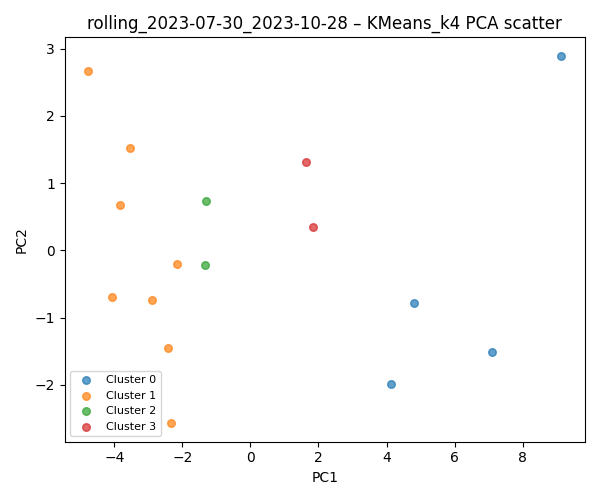 rolling_2023-07-30_2023-10-28 – KMeans_k4 PCA scatter
3
2
1
0
−1
−2
PC2
Cluster 0
Cluster 1
Cluster 2
Cluster 3
−4 −2 0 2 4 6 8
PC1